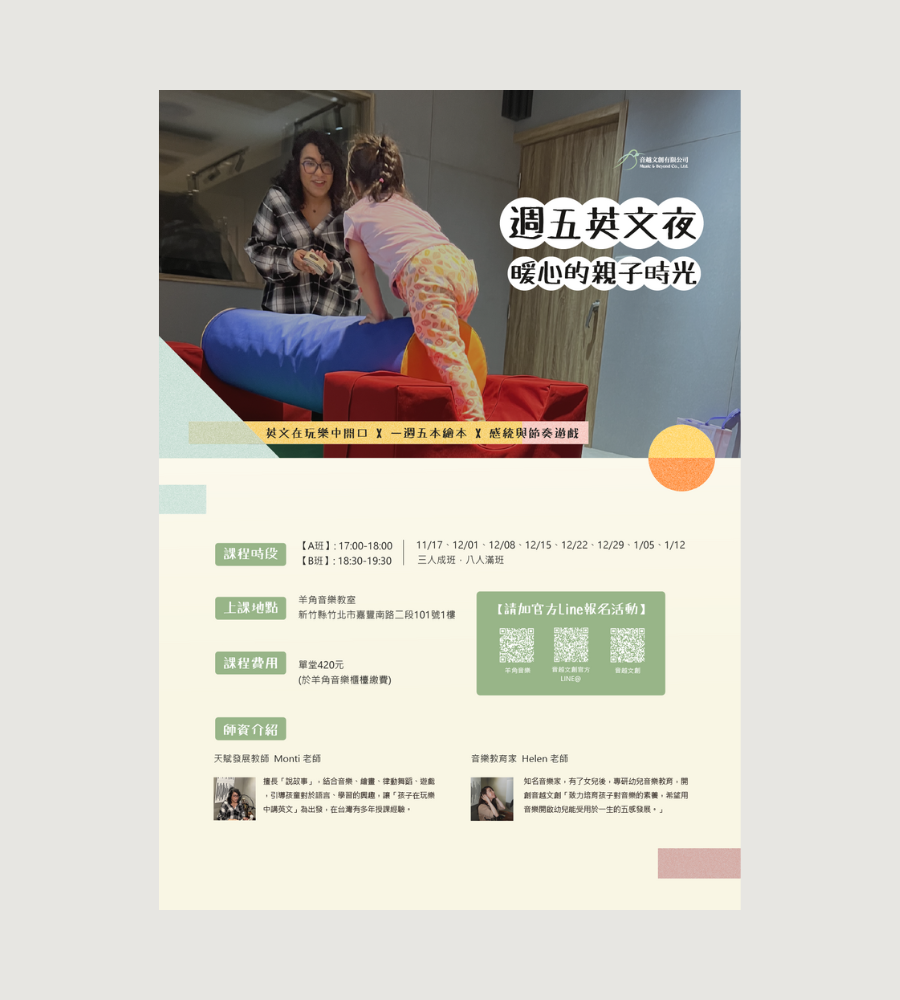 音越文創有限公司
Music & Beyond Co., Ltd.
週五英文夜
暖心的親子時光
英文在玩樂中開口 X 一週五本繪本 X 感統與節奏遊戲
課程時段
【A班】: 17:00-18:00
【B班】: 18:30-19:30
11/17、12/01、12/08、12/15、12/22、12/29、1/05、1/12
三人成班，八人滿班
上課地點
羊角音樂教室
新竹縣竹北市嘉豐南路二段101號1樓
課程費用
單堂420元
(於羊角音樂櫃檯繳費)
【請加官方Line報名活動】
羊角音樂
音越文創官方
LINE@
音越文創
師資介紹
天賦發展教師 Monti 老師
擅長「說故事」，結合音樂、繪畫、律動舞蹈、遊戲
，引導孩童對於語言、學習的興趣，讓「孩子在玩樂
中講英文」為出發，在台灣有多年授課經驗。
音樂教育家 Helen 老師
知名音樂家，有了女兒後，專研幼兒音樂教育，開
創音越文創「致力培育孩子對音樂的素養，希望用
音樂開啟幼兒能受用於一生的五感發展。」